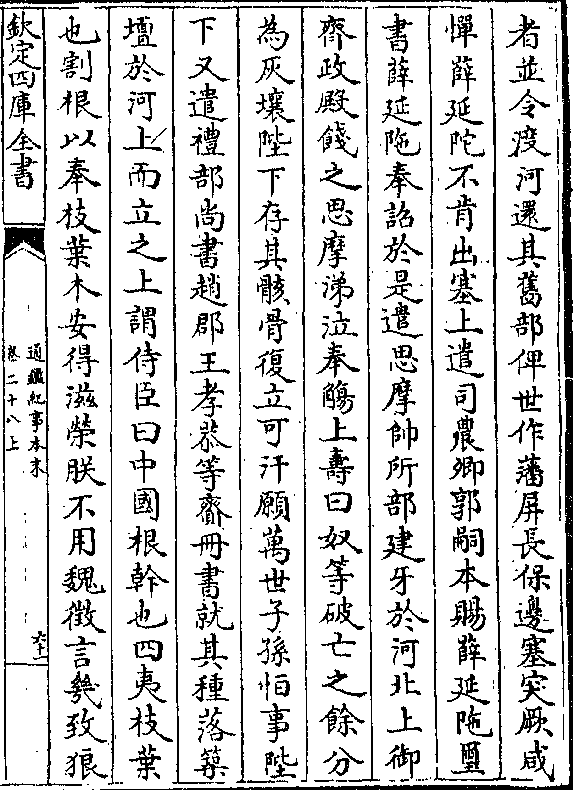 者並令渡河還其舊部俾世作藩屏長保邊塞突厥咸
憚薛延陀不肯出塞上遣司農卿郭嗣本賜薛延陁璽
書薛延陁奉詔於是遣思摩帥所部建牙於河北上御
齊政殿餞之思摩涕泣奉觴上壽曰奴等破亡之餘分
為灰壤陛下存其骸骨復立可汗願萬世子孫怕事陛
下又遣禮部尚書趙郡王孝恭等齎冊書就其種落築
壇於河上而立之上謂侍臣曰中國根幹也四夷枝葉
也割根以奉枝葉木安得滋榮朕不用魏徵言幾致狼
欽定四庫全書
通鑑紀事本末
卷二十八上
六十一